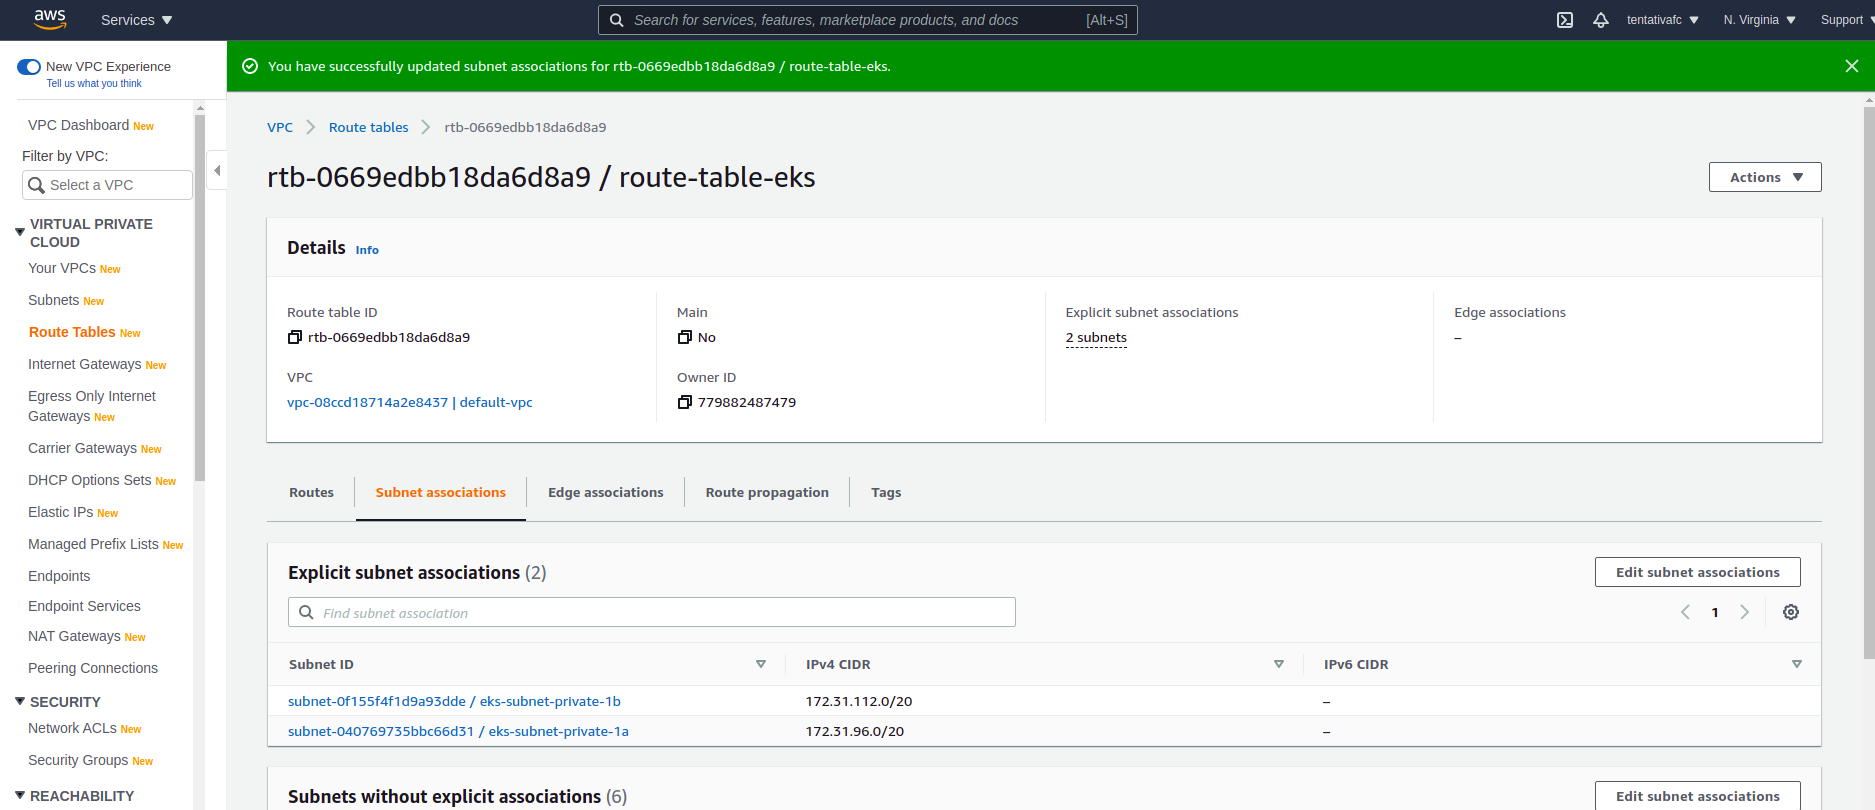 aws
Services
Search for services, features, marketplace products, and docs
[Alt+S]
tentativafc
N. Virginia
Support
New VPC Experience
Tell us what you think
You have successfully updated subnet associations for rtb-0669edbb18da6d8a9 / route-table-eks.
VPC Dashboard New
Filter by VPC:
Select a VPC
VIRTUAL PRIVATE
CLOUD
Your VPCs New
Subnets New
Route Tables New
Internet Gateways New
Egress Only Internet
Gateways New
Carrier Gateways New
DHCP Options Sets New
Elastic IPs New
Managed Prefix Lists New
Endpoints
Endpoint Services
NAT Gateways New
Peering Connections
SECURITY
Network ACLs New
Security Groups New
REACHABILITY
VPC
Route tables
rtb-0669edbb18da6d8a9
rtb-0669edbb18da6d8a9 / route-table-eks
Actions
Details Info
Route table ID
rtb-0669edbb18da6d8a9
Main
No
Explicit subnet associations
2 subnets
Edge associations
–
VPC
vpc-08ccd18714a2e8437 | default-vpc
Owner ID
779882487479
Routes
Subnet associations
Edge associations
Route propagation
Tags
Explicit subnet associations (2)
Edit subnet associations
Find subnet association
1
Subnet ID
IPv4 CIDR
IPv6 CIDR
subnet-0f155f4f1d9a93dde / eks-subnet-private-1b
172.31.112.0/20
–
subnet-040769735bbc66d31 / eks-subnet-private-1a
172.31.96.0/20
–
Subnets without explicit associations (6)
Edit subnet associations